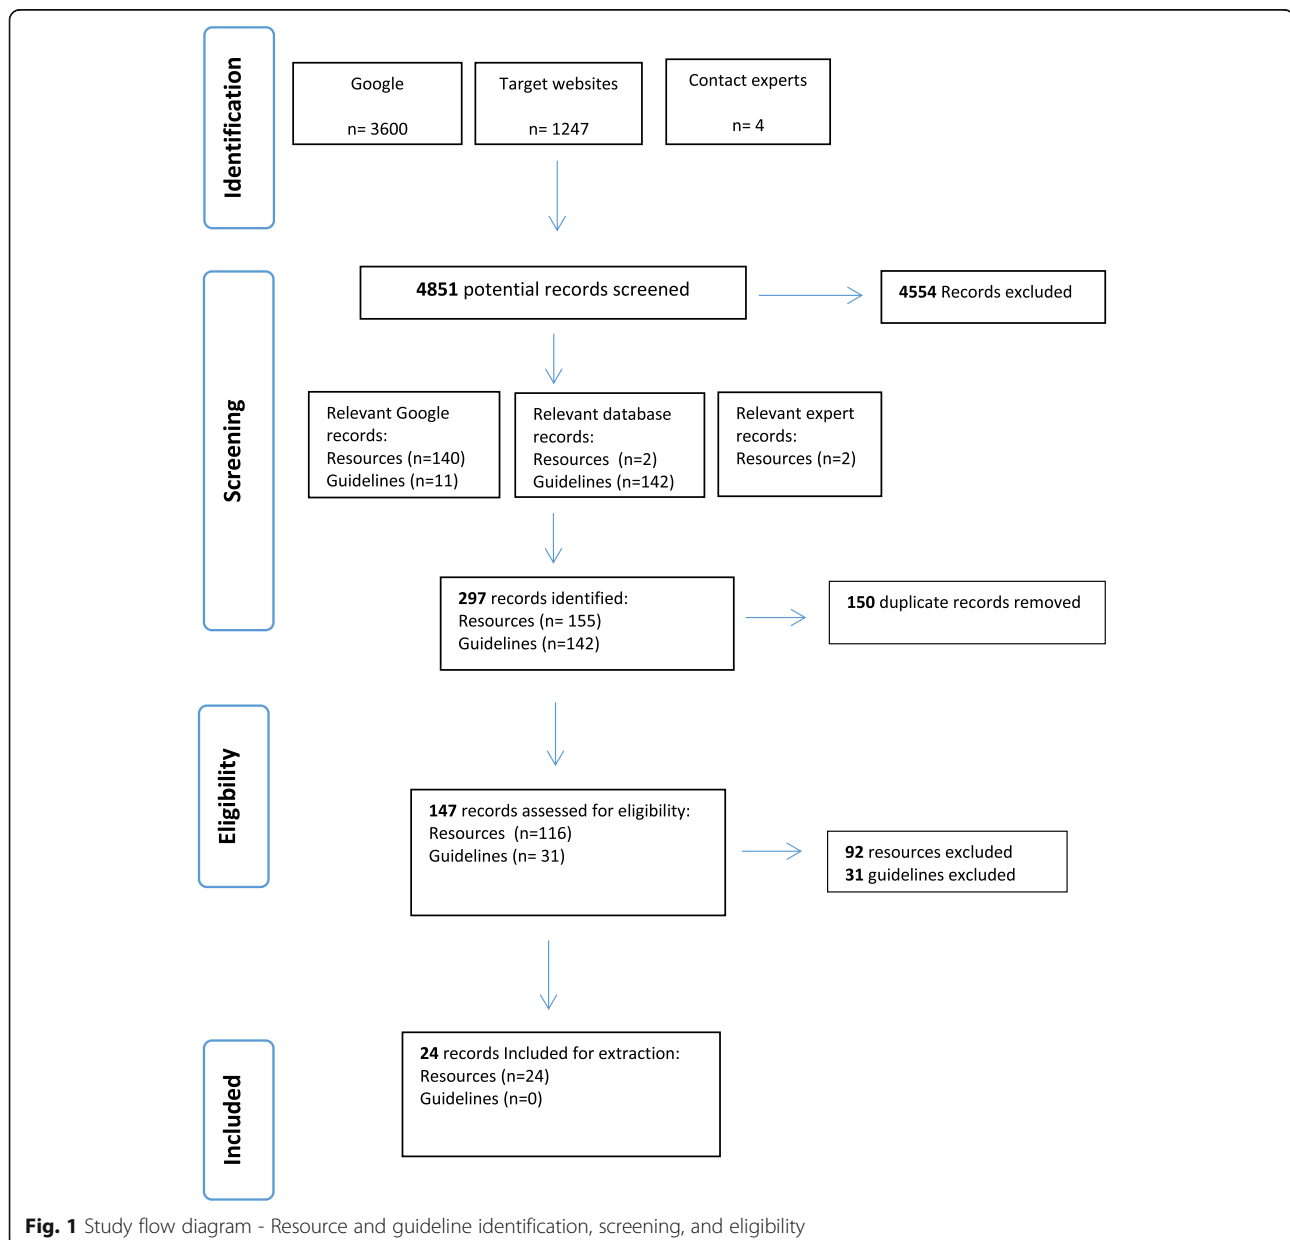 Identification
Google
n= 3600
Target websites
n= 1247
Contact experts
n= 4
Screening
4851 potential records screened
4554 Records excluded
Relevant Google
records:
Resources (n=140)
Guidelines (n=11)
Relevant database
records:
Resources  (n=2)
Guidelines (n=142)
Relevant expert
records:
Resources (n=2)
297 records identified:
Resources (n= 155)
Guidelines (n=142)
150 duplicate records removed
Eligibility
147 records assessed for eligibility:
Resources  (n=116)
Guidelines (n= 31)
92 resources excluded
31 guidelines excluded
Included
24 records Included for extraction:
Resources (n=24)
Guidelines (n=0)
Fig. 1 Study flow diagram - Resource and guideline identification, screening, and eligibility